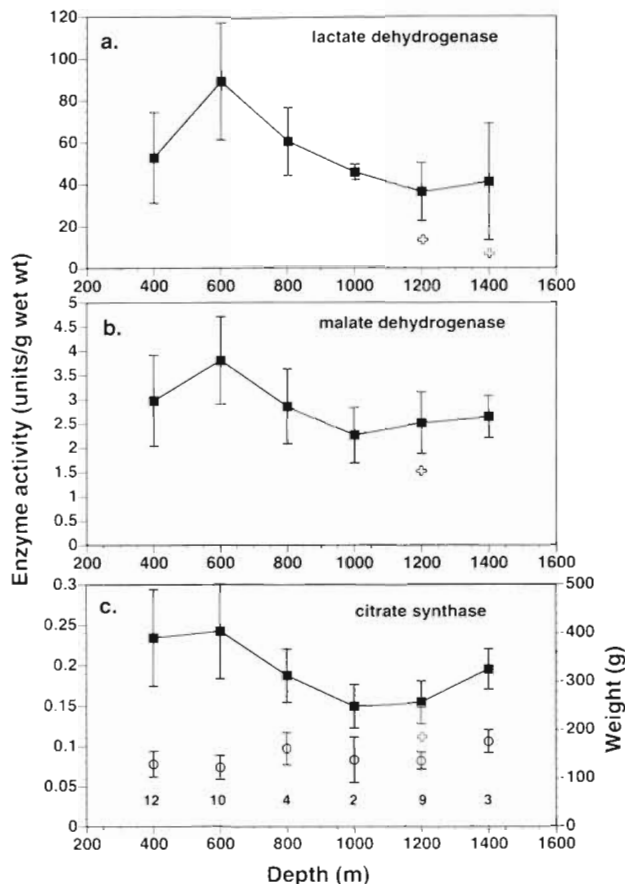 a.
lactate dehydrogenase
120
100
80
60
40
20
0
200 400 600 800 1000 1200 1400 1600
b.
malate dehydrogenase
5
4.5
4
3.5
3
2.5
2
1.5
1
0.5
0
200 400 600 800 1000 1200 1400 1600
c.
citrate synthase
0.3
0.25
0.2
0.15
0.1
0.05
0
500
400
300
200
100
0
12 10 4 2 9 3
200 400 600 800 1000 1200 1400 1600
Enzyme activity (units/g wet wt)
Weight (g)
Depth (m)